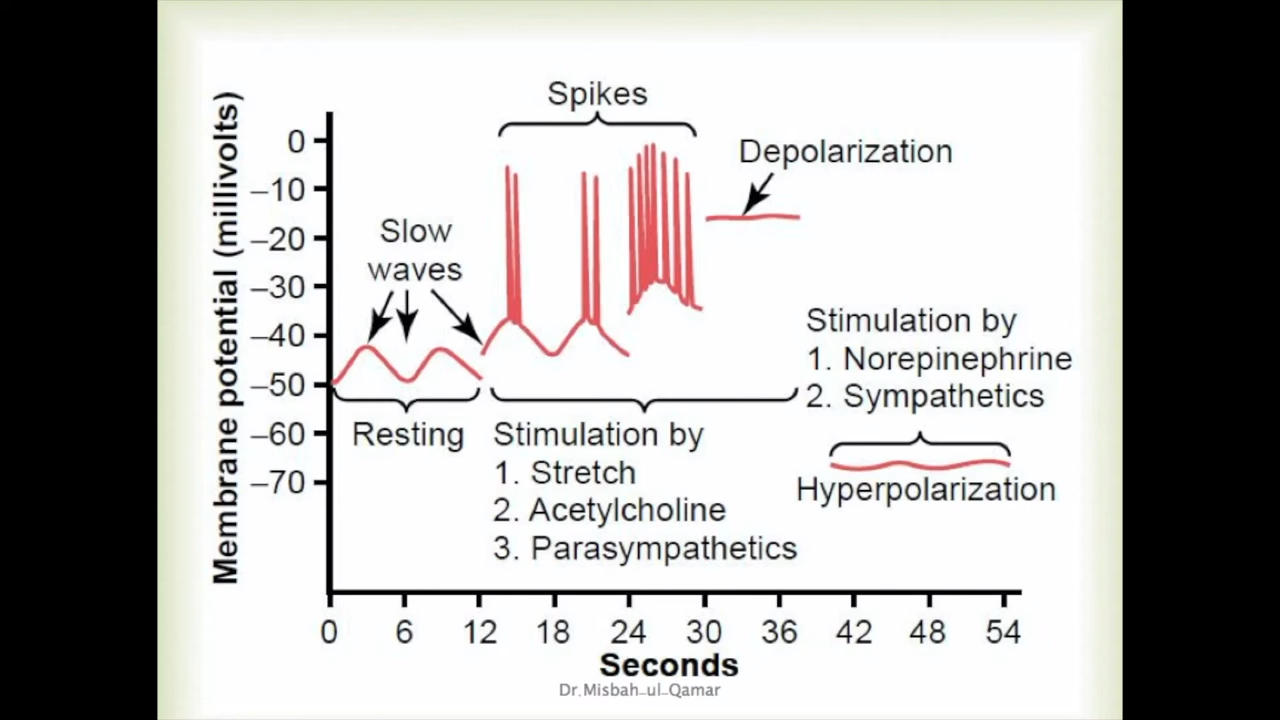 Membrane potential (millivolts)
Spikes
0
–10
–20
–30
–40
–50
–60
–70
Depolarization
Slow
waves
Stimulation by
1. Norepinephrine
2. Sympathetics
Resting
Stimulation by
1. Stretch
2. Acetylcholine
3. Parasympathetics
Hyperpolarization
0 6 12 18 24 30 36 42 48 54
Seconds
Dr.Misbah-ul-Qamar